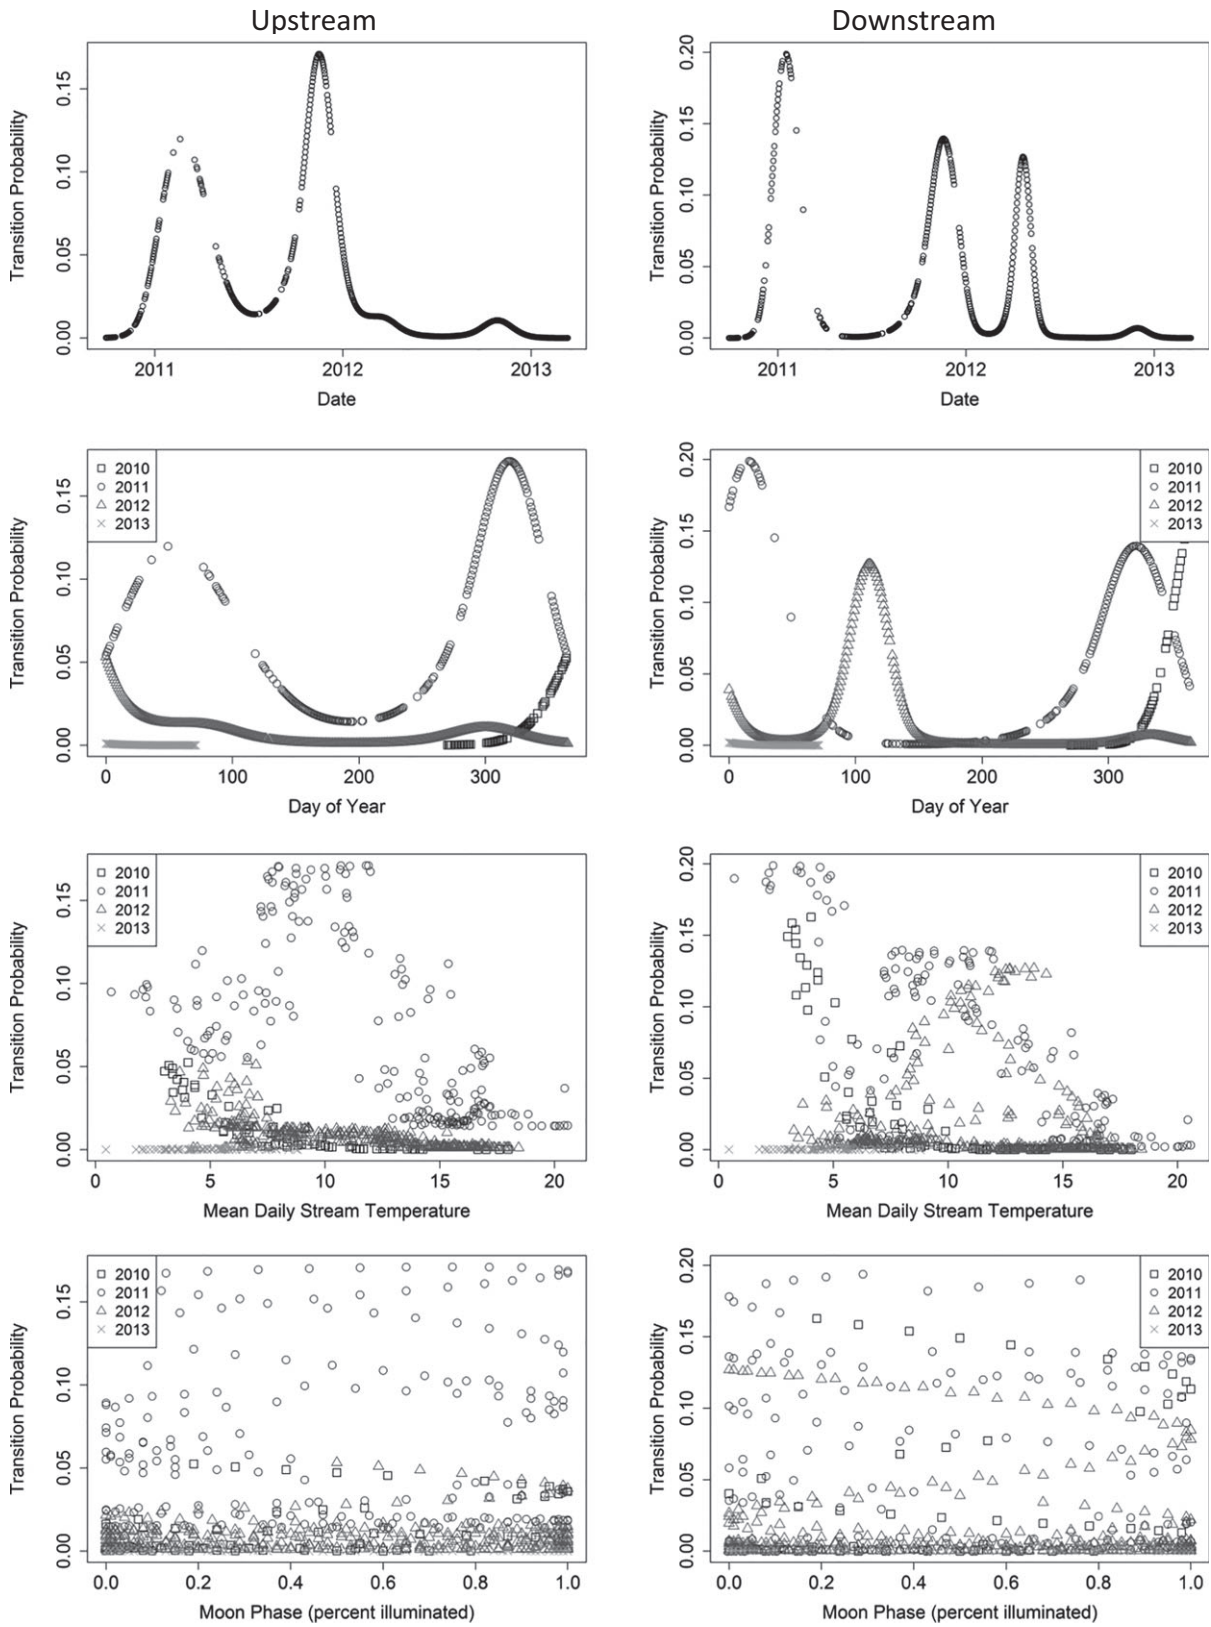 Upstream
Downstream
Transition Probability
0.00 0.05 0.10 0.15
2011 2012 2013
Date
Transition Probability
0.00 0.05 0.10 0.15 0.20
2011 2012 2013
Date
Transition Probability
0.00 0.05 0.10 0.15
2010
2011
2012
2013
0 100 200 300
Day of Year
Transition Probability
0.00 0.05 0.10 0.15 0.20
2010
2011
2012
2013
0 100 200 300
Day of Year
Transition Probability
0.00 0.05 0.10 0.15
2010
2011
2012
2013
0 5 10 15 20
Mean Daily Stream Temperature
Transition Probability
0.00 0.05 0.10 0.15 0.20
2010
2011
2012
2013
0 5 10 15 20
Mean Daily Stream Temperature
Transition Probability
0.00 0.05 0.10 0.15
2010
2011
2012
2013
0.0 0.2 0.4 0.6 0.8 1.0
Moon Phase (percent illuminated)
Transition Probability
0.00 0.05 0.10 0.15 0.20
2010
2011
2012
2013
0.0 0.2 0.4 0.6 0.8 1.0
Moon Phase (percent illuminated)